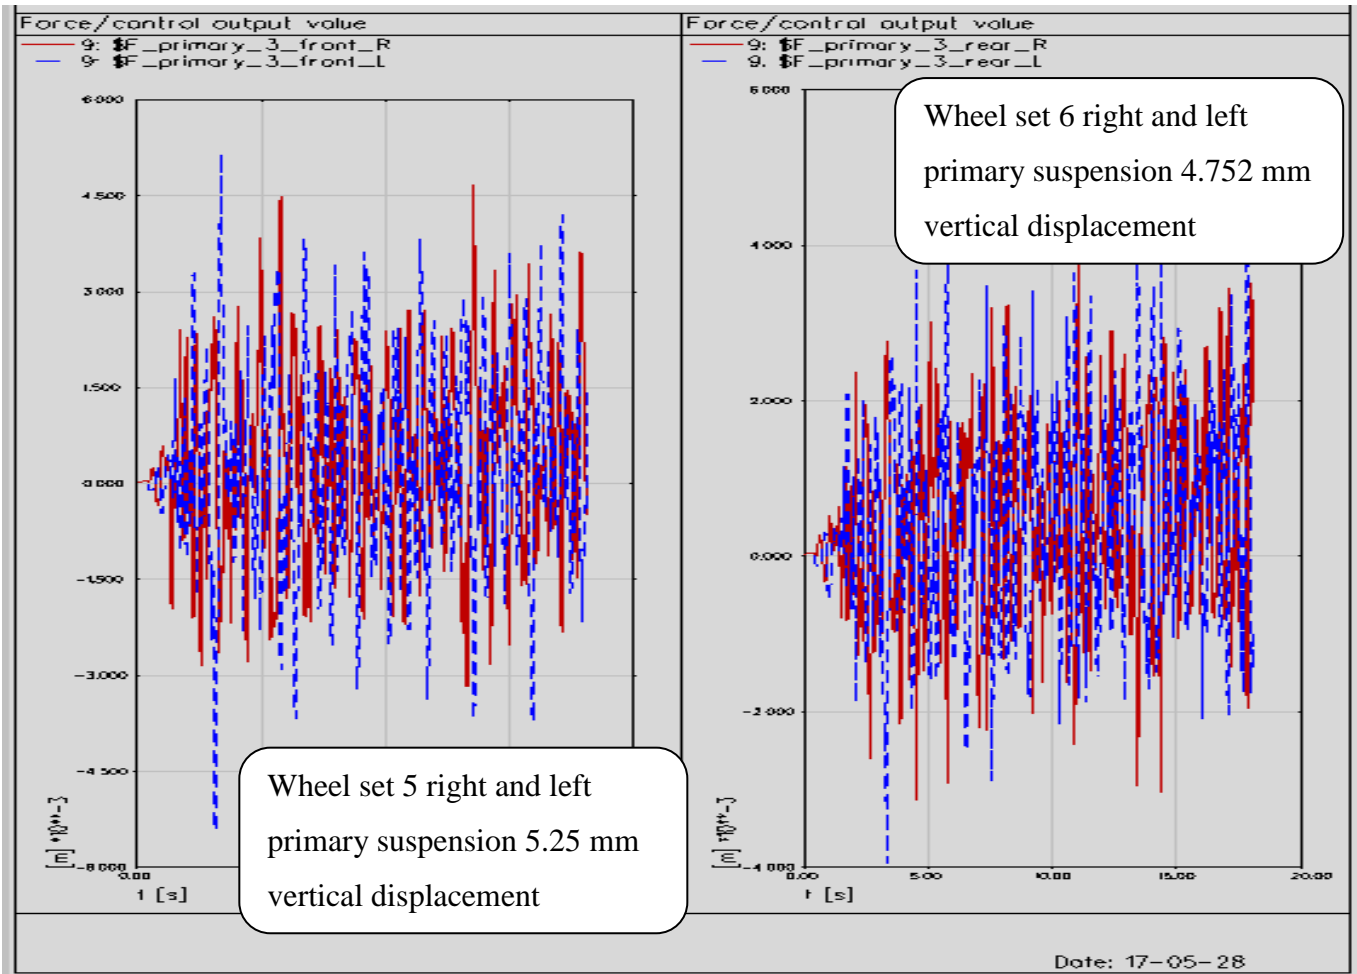 Force/control output value
9: $F_primary_3_front_R
9: $F_primary_3_front_L
6.000
4.500
3.000
1.500
0.000
-1.500
-3.000
-4.500
-6.000
[m] *10**-3
0.00
t [s]
Wheel set 5 right and left
primary suspension 5.25 mm
vertical displacement
Force/control output value
9: $F_primary_3_rear_R
9. $F_primary_3_rear_L
6.000
4.000
2.000
0.000
-2.000
-4.000
[m] *10**-3
0.00 5.00 10.00 15.00 20.00
t [s]
Wheel set 6 right and left
primary suspension 4.752 mm
vertical displacement
Date: 17-05-28